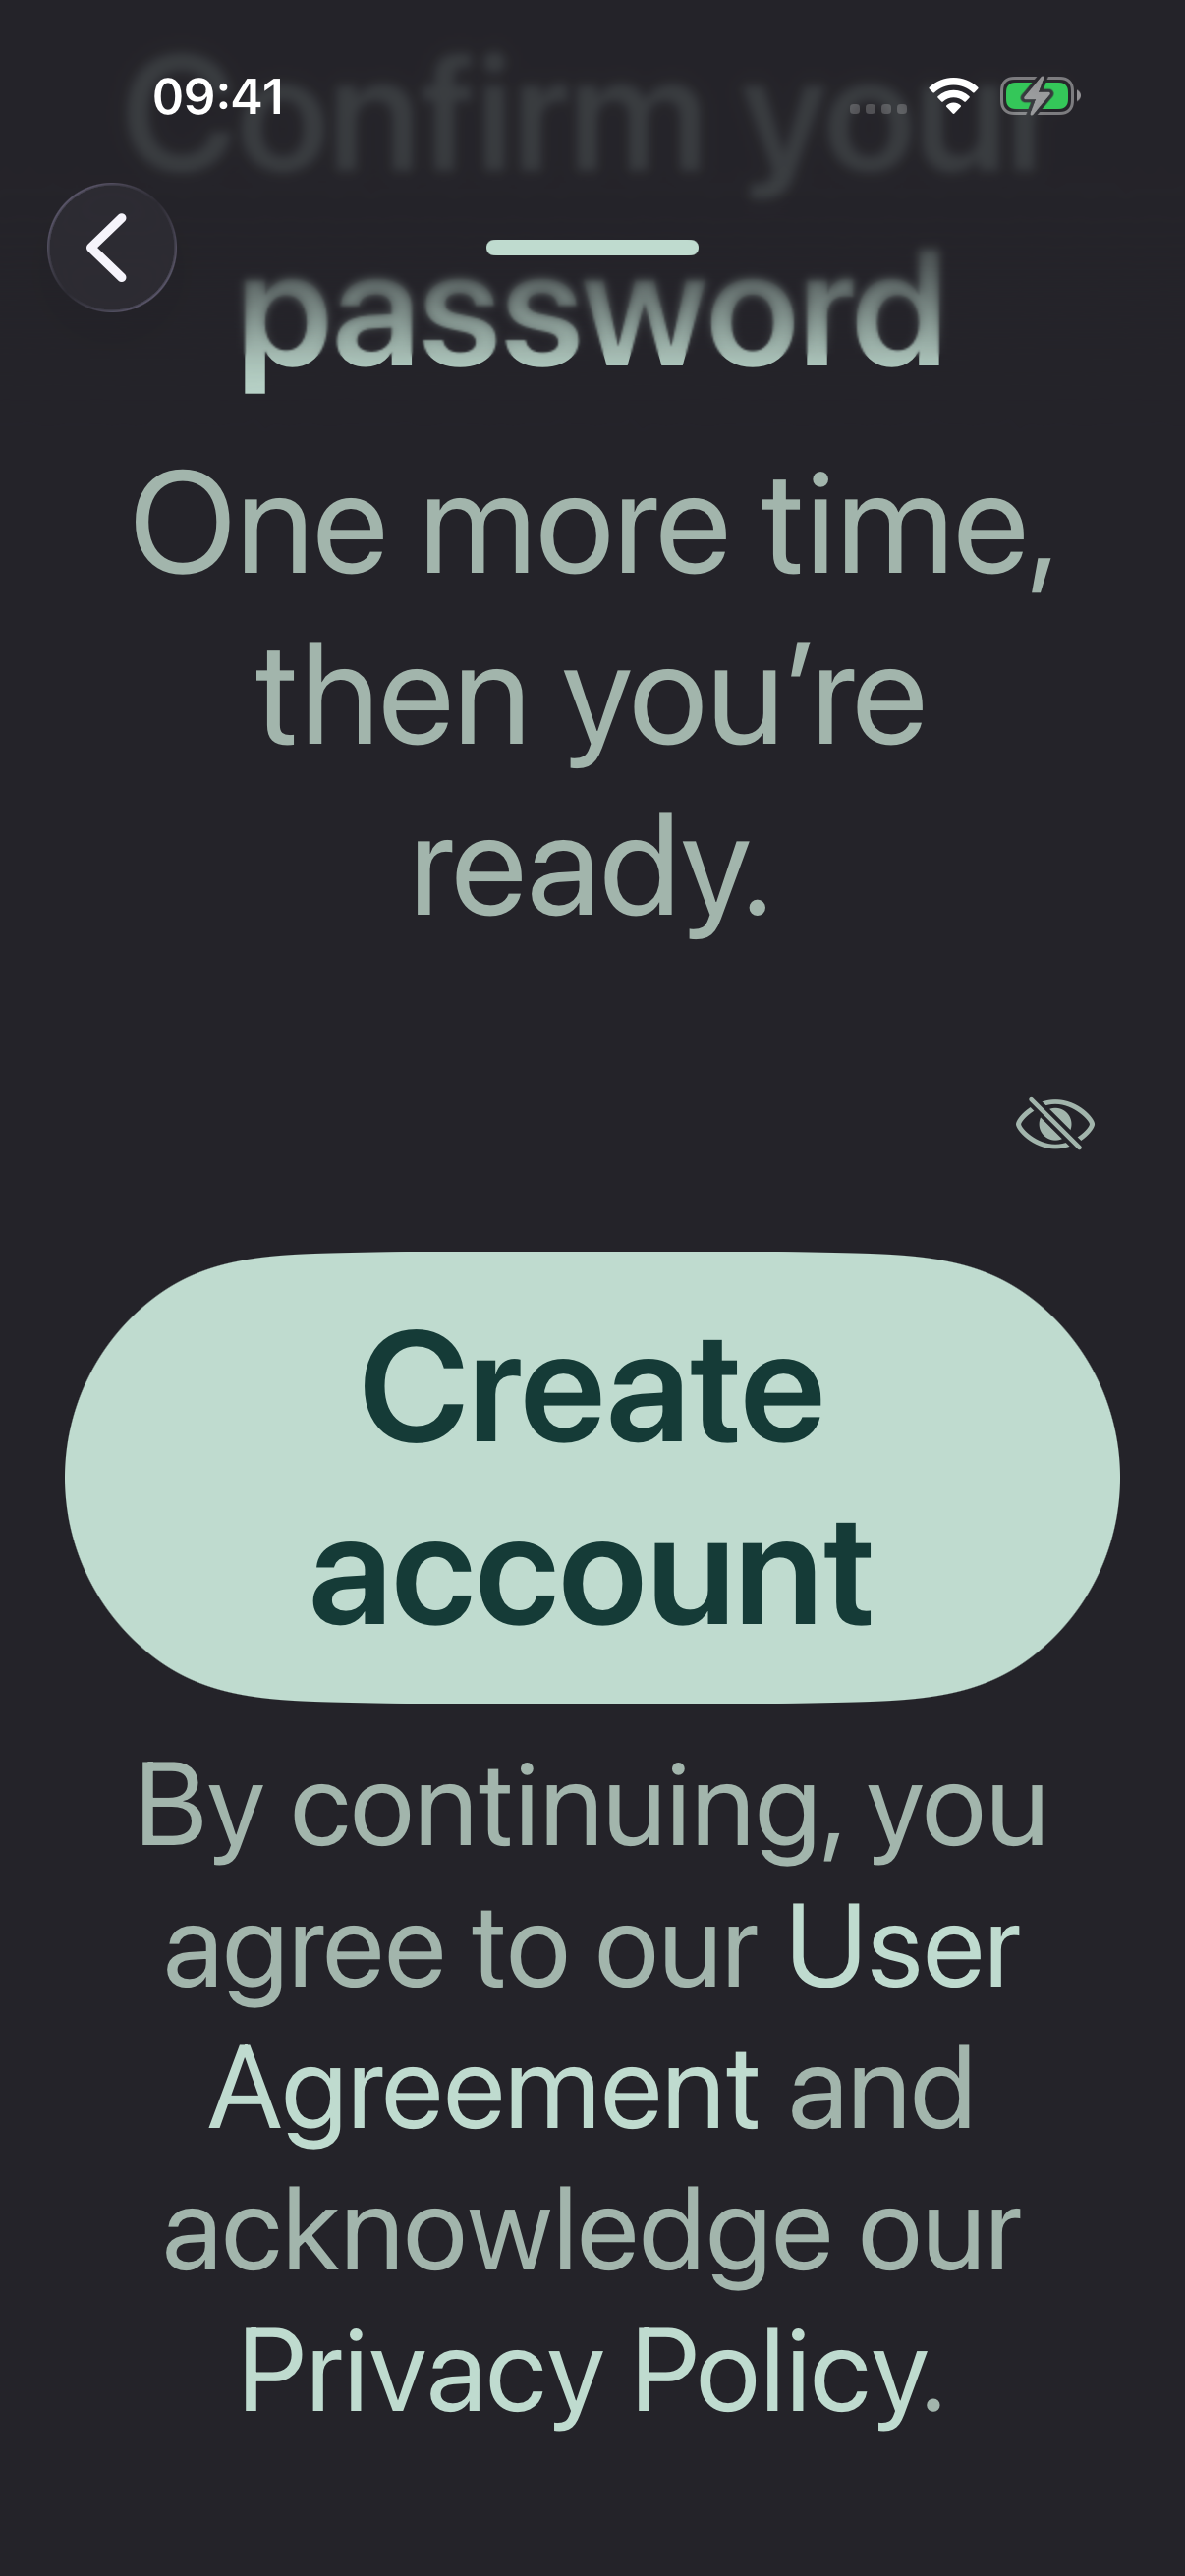 09:41
Confirm your
password
One more time,
then you’re
ready.
Create
account
By continuing, you
agree to our User
Agreement and
acknowledge our
Privacy Policy.